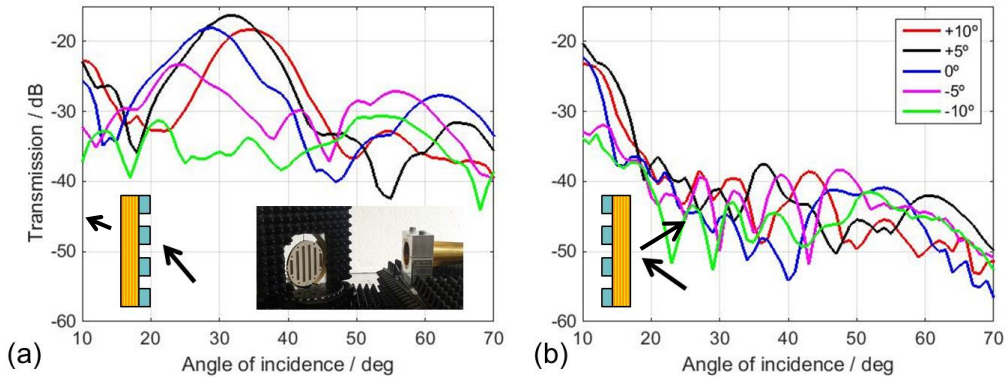 -20
-30
-40
-50
-60
Transmission / dB
10 20 30 40 50 60 70
Angle of incidence / deg
(a)
-20
-30
-40
-50
-60
+10º
+5º
0º
-5º
-10º
10 20 30 40 50 60 70
Angle of incidence / deg
(b)